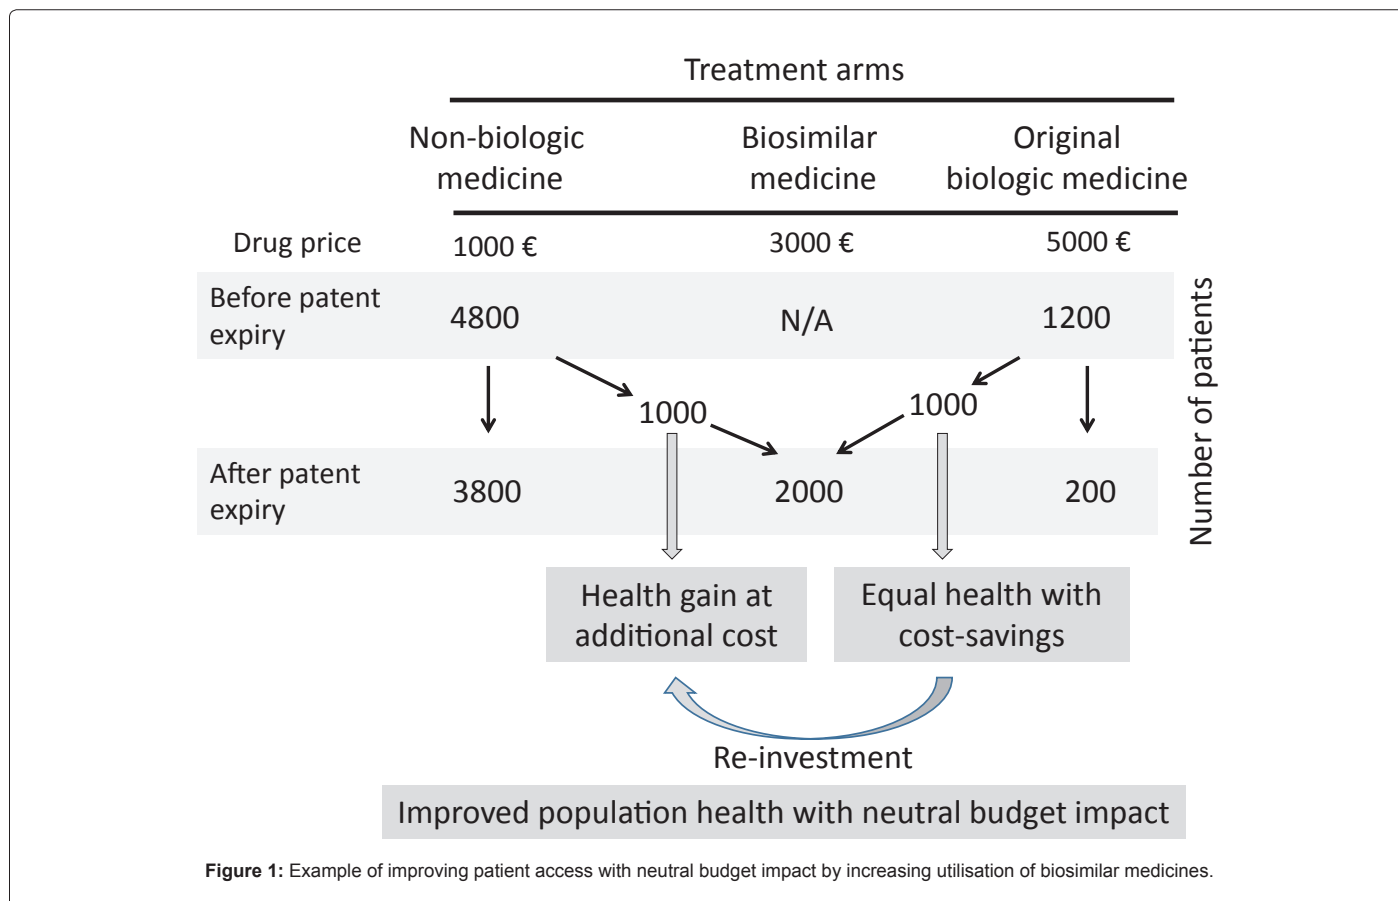 Treatment arms
Non-biologic
medicine
Biosimilar
medicine
Original
biologic medicine
Drug price
1000 €
3000 €
5000 €
Before patent
expiry
4800
N/A
1200
Number of patients
1000
1000
After patent
expiry
3800
2000
200
Health gain at
additional cost
Equal health with
cost-savings
Re-investment
Improved population health with neutral budget impact
Figure 1: Example of improving patient access with neutral budget impact by increasing utilisation of biosimilar medicines.